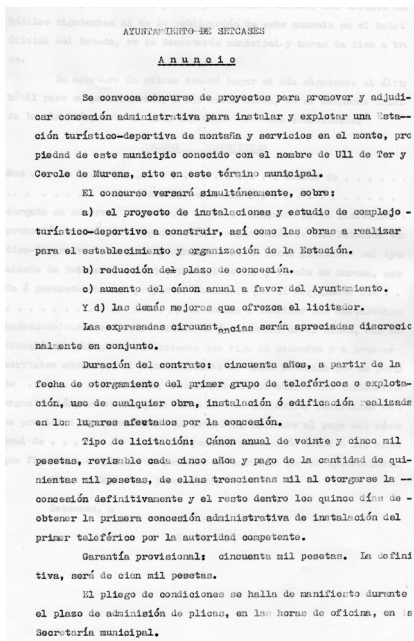 AYUNTAMIENTO DE SETCASES
Anuncio
Se convoca concurso de proyectos para promover y adjudi-
car concesión administrativa para instalar y explotar una Esta--
ción turístico-deportiva de montaña y servicios en el monte, pro
piedad de este municipio conocido con el nombre de Ull de Ter y
Cercle de Murens, sito en este término municipal.
El concurso versará simultáneamente, sobre:
a) el proyecto de instalaciones y estudio de complejo -
turístico-deportivo a construir, así como las obras a realizar
para el establecimiento y organización de la Estación.
b) reducción del plazo de concesión.
c) aumento del cánon anual a favor del Ayuntamiento.
Y d) las demás mejoras que ofrezca el licitador.
Las expresadas circunstancias serán apreciadas discrecio
nalmente en conjunto.
Duración del contrato: cincuenta años, a partir de la
fecha de otorgamiento del primer grupo de teleféricos o explota-
ción, uso de cualquier obra, instalación ó edificación realizada
en los lugares afectados por la concesión.
Tipo de licitación: Cánon anual de veinte y cinco mil
pesetas, revisable cada cinco años y pago de la cantidad de qui-
nientas mil pesetas, de ellas trescientas mil al otorgarse la --
concesión definitivamente y el resto dentro los quince días de -
obtener la primera concesión administrativa de instalación del
primer teleférico por la autoridad competente.
Garantía provisional: cincuenta mil pesetas. La defini
tiva, será de cien mil pesetas.
El pliego de condiciones se halla de manifiesto durante
el plazo de adminisión de plicas, en las horas de oficina, en la
Secretaría municipal.